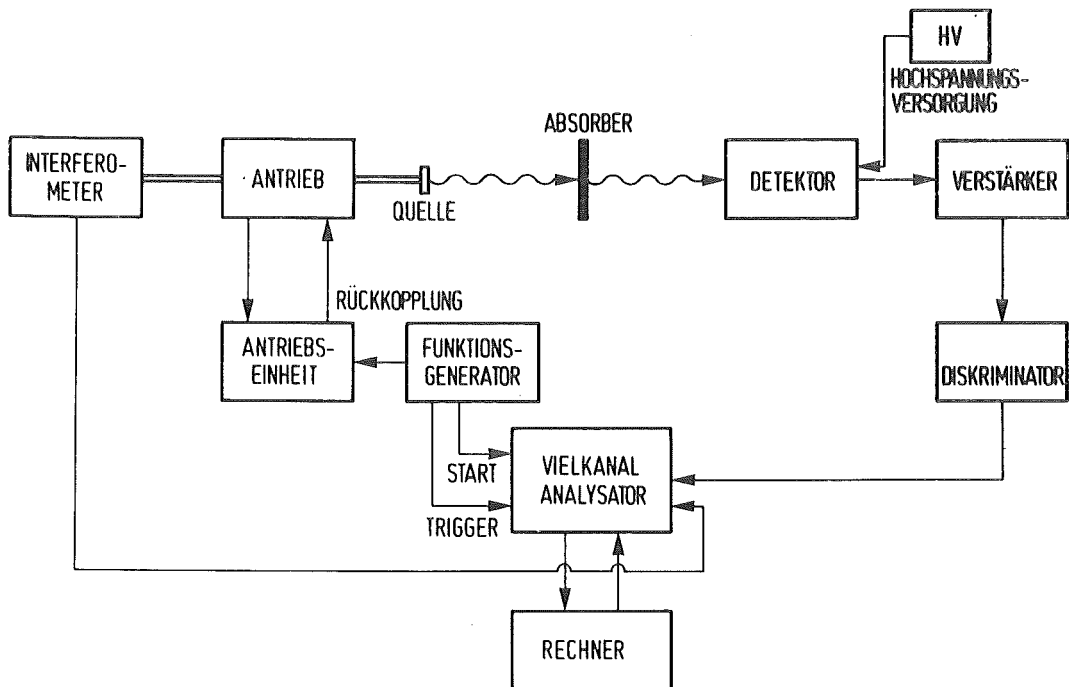 HV
HOCHSPANNUNGS-
VERSORGUNG
ABSORBER
INTERFERO-
METER
ANTRIEB
QUELLE
DETEKTOR
VERSTÄRKER
RÜCKKOPPLUNG
ANTRIEBS-
EINHEIT
FUNKTIONS-
GENERATOR
DISKRIMINATOR
START
TRIGGER
VIELKANAL
ANALYSATOR
RECHNER